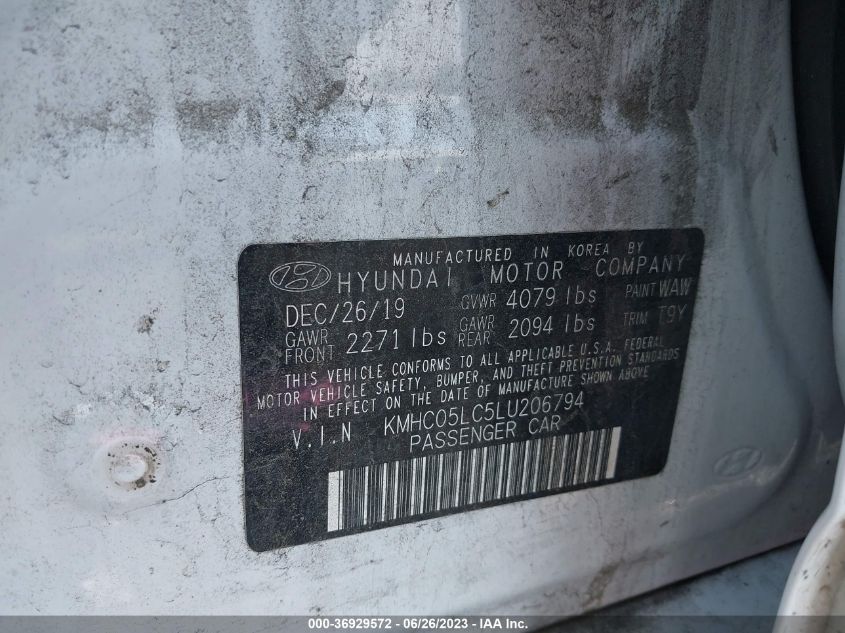 MANUFACTURED IN KOREA BY
HYUNDAI MOTOR COMPANY
DEC/26/19 GVWR 4079 lbs PAINT WAW
GAWR FRONT 2271 lbs GAWR REAR 2094 lbs TRIM T9Y
THIS VEHICLE CONFORMS TO ALL APPLICABLE U.S.A. FEDERAL
MOTOR VEHICLE SAFETY, BUMPER, AND THEFT PREVENTION STANDARDS
IN EFFECT ON THE DATE OF MANUFACTURE SHOWN ABOVE
V.I.N KMHC05LC5LU206794
PASSENGER CAR
000-36929572 - 06/26/2023 - IAA Inc.